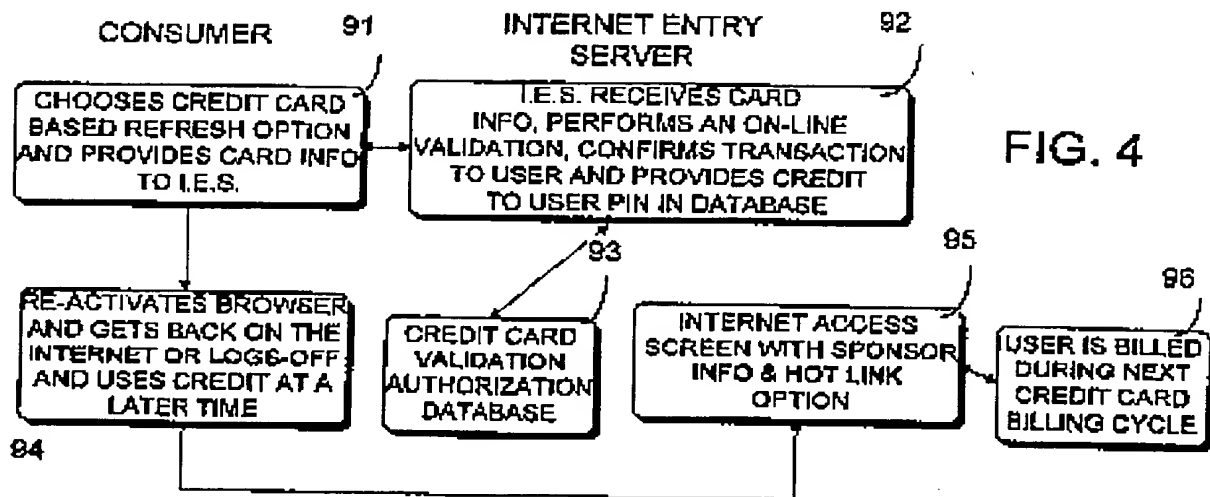 CONSUMER
91
INTERNET ENTRY
SERVER
92
CHOOSES CREDIT CARD
BASED REFRESH OPTION
AND PROVIDES CARD INFO
TO I.E.S.
I.E.S. RECEIVES CARD
INFO, PERFORMS AN ON-LINE
VALIDATION, CONFIRMS TRANSACTION
TO USER AND PROVIDES CREDIT
TO USER PIN IN DATABASE
FIG. 4
RE-ACTIVATES BROWSER
AND GETS BACK ON THE
INTERNET OR LOGS-OFF
AND USES CREDIT AT A
LATER TIME
94
93
CREDIT CARD
VALIDATION
AUTHORIZATION
DATABASE
95
INTERNET ACCESS
SCREEN WITH SPONSOR
INFO & HOT LINK
OPTION
96
USER IS BILLED
DURING NEXT
CREDIT CARD
BILLING CYCLE